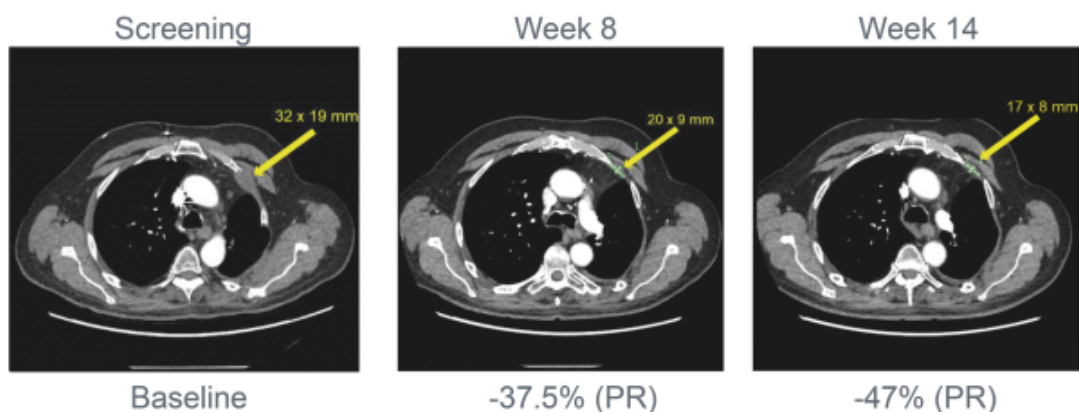 Screening
Week 8
Week 14
32 x 19 mm
20 x 9 mm
17 x 8 mm
Baseline
-37.5% (PR)
-47% (PR)